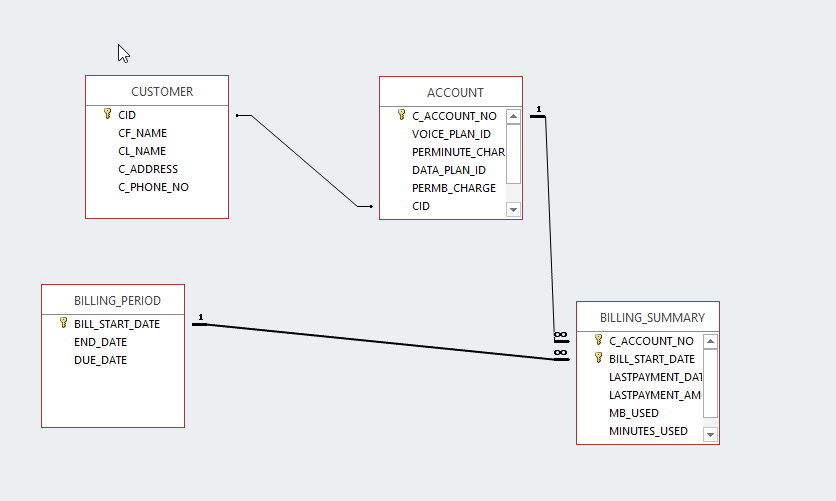 CUSTOMER
CID
CF_NAME
CL_NAME
C_ADDRESS
C_PHONE_NO
ACCOUNT
C_ACCOUNT_NO
VOICE_PLAN_ID
PERMINUTE_CHAR
DATA_PLAN_ID
PERMB_CHARGE
CID
1
BILLING_PERIOD
BILL_START_DATE
END_DATE
DUE_DATE
1
∞
∞
BILLING_SUMMARY
C_ACCOUNT_NO
BILL_START_DATE
LASTPAYMENT_DAT
LASTPAYMENT_AM
MB_USED
MINUTES_USED